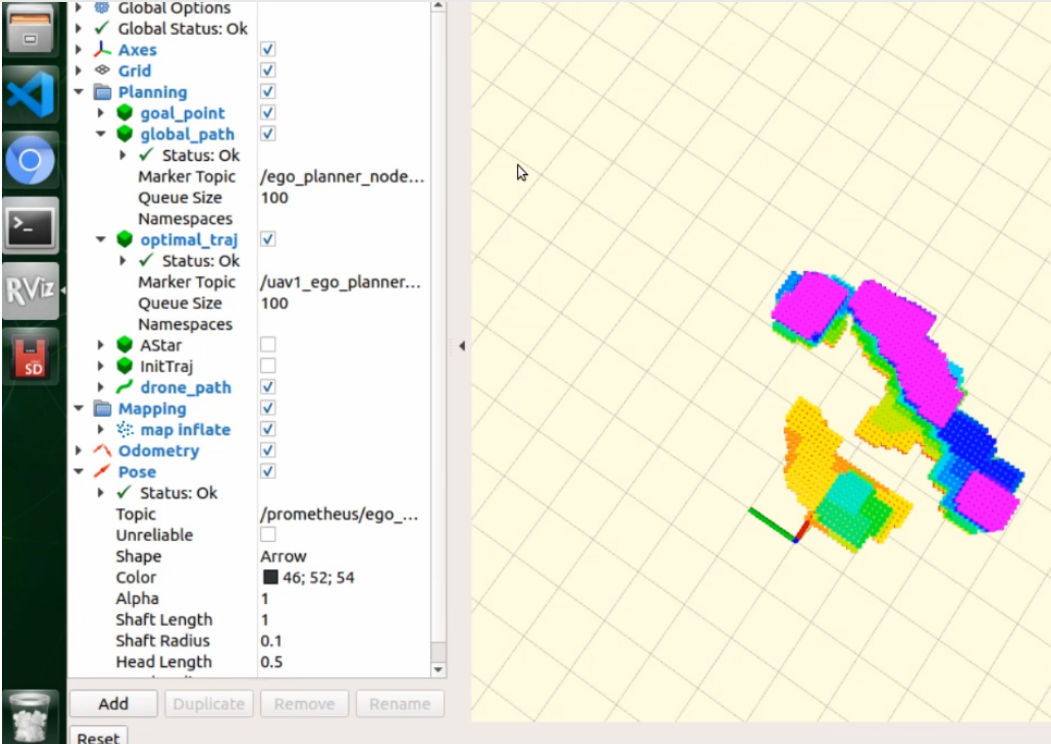 Global Options
Global Status: Ok
Axes
Grid
Planning
goal_point
global_path
Status: Ok
Marker Topic /ego_planner_node...
Queue Size 100
Namespaces
optimal_traj
Status: Ok
Marker Topic /uav1_ego_planner...
Queue Size 100
Namespaces
AStar
InitTraj
drone_path
Mapping
map inflate
Odometry
Pose
Status: Ok
Topic /prometheus/ego_...
Unreliable
Shape Arrow
Color 46; 52; 54
Alpha 1
Shaft Length 1
Shaft Radius 0.1
Head Length 0.5
Add Duplicate Remove Rename
Reset
>_
RViz
SD